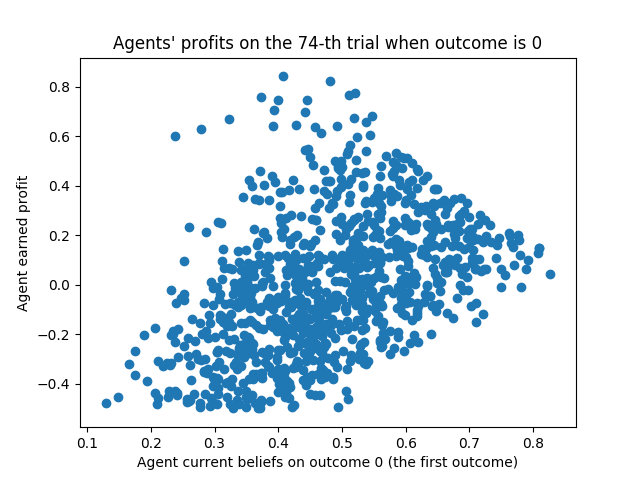 Agents' profits on the 74-th trial when outcome is 0
Agent earned profit
0.8
0.6
0.4
0.2
0.0
−0.2
−0.4
0.1 0.2 0.3 0.4 0.5 0.6 0.7 0.8
Agent current beliefs on outcome 0 (the first outcome)